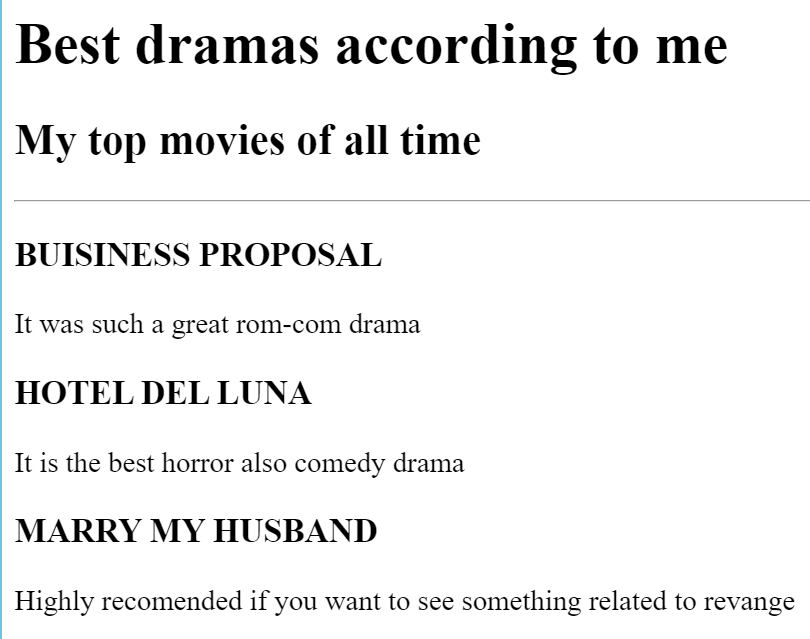 Best dramas according to me
My top movies of all time
BUISINESS PROPOSAL
It was such a great rom-com drama
HOTEL DEL LUNA
It is the best horror also comedy drama
MARRY MY HUSBAND
Highly recomended if you want to see something related to revange